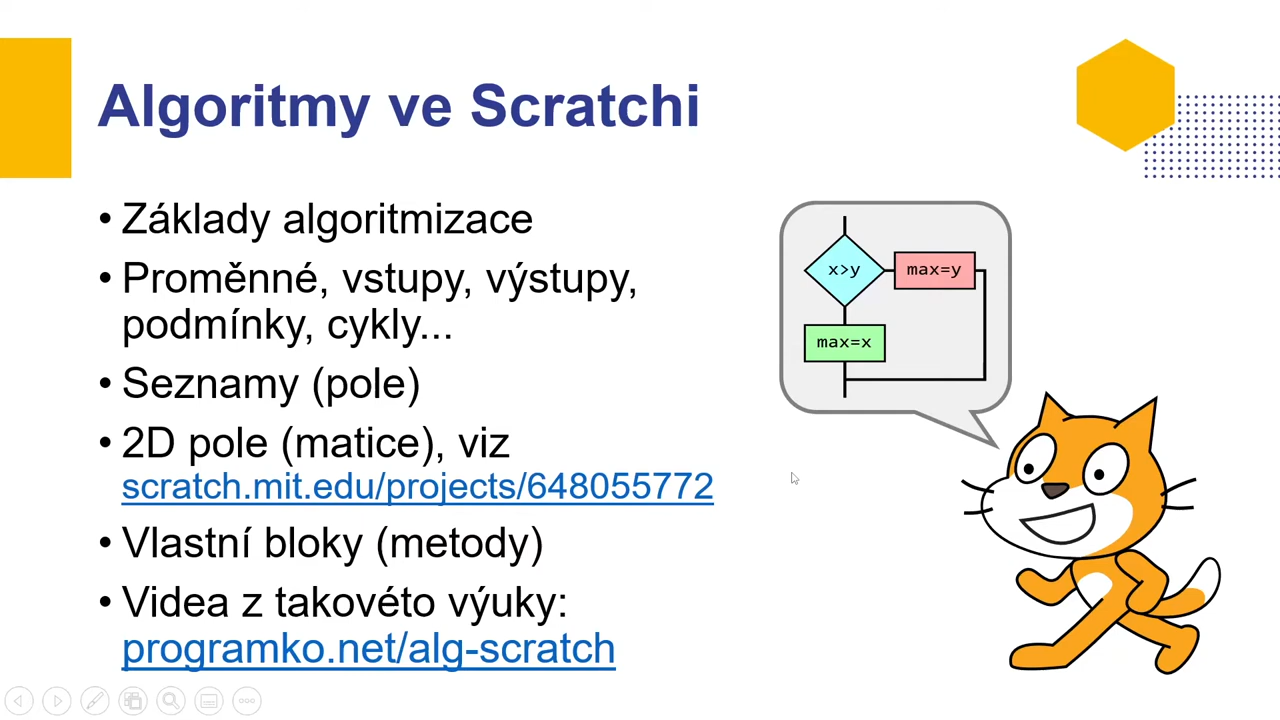 Algoritmy ve Scratchi
• Základy algoritmizace
• Proměnné, vstupy, výstupy,
podmínky, cykly...
• Seznamy (pole)
• 2D pole (matice), viz
scratch.mit.edu/projects/648055772
• Vlastní bloky (metody)
• Videa z takovéto výuky:
programko.net/alg-scratch
x>y
max=y
max=x